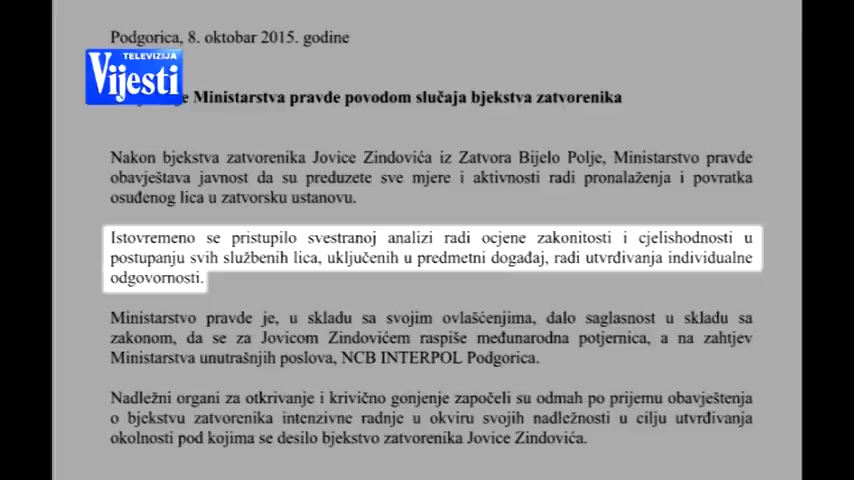 Podgorica, 8. oktobar 2015. godine
TELEVIZIJA
Vijesti
Ministarstva pravde povodom slučaja bjekstva zatvorenika
Nakon bjekstva zatvorenika Jovice Zindovića iz Zatvora Bijelo Polje, Ministarstvo pravde
obavještava javnost da su preduzete sve mjere i aktivnosti radi pronalaženja i povratka
osuđenog lica u zatvorsku ustanovu.
Istovremeno se pristupilo svestranoj analizi radi ocjene zakonitosti i cjelishodnosti u
postupanju svih službenih lica, uključenih u predmetni događaj, radi utvrđivanja individualne
odgovornosti.
Ministarstvo pravde je, u skladu sa svojim ovlašćenjima, dalo saglasnost u skladu sa
zakonom, da se za Jovicom Zindovićem raspiše međunarodna potjernica, a na zahtjev
Ministarstva unutrašnjih poslova, NCB INTERPOL Podgorica.
Nadležni organi za otkrivanje i krivično gonjenje započeli su odmah po prijemu obavještenja
o bjekstvu zatvorenika intenzivne radnje u okviru svojih nadležnosti u cilju utvrđivanja
okolnosti pod kojima se desilo bjekstvo zatvorenika Jovice Zindovića.